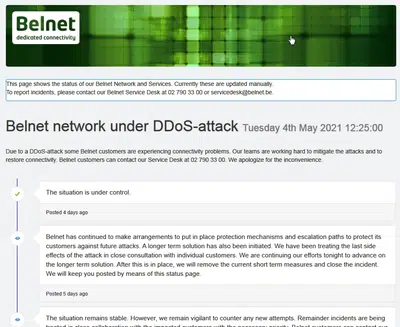 Belnet
dedicated connectivity
This page shows the status of our Belnet Network and Services. Currently these are updated manually.
To report incidents, please contact our Belnet Service Desk at 02 790 33 00 or servicedesk@belnet.be.
Belnet network under DDoS-attack Tuesday 4th May 2021 12:25:00
Due to a DDoS-attack some Belnet customers are experiencing connectivity problems. Our teams are working hard to mitigate the attacks and to
restore connectivity. Belnet customers can contact our Service Desk at 02 790 33 00. We apologize for the inconvenience.
The situation is under control.
Posted 4 days ago
Belnet has continued to make arrangements to put in place protection mechanisms and escalation paths to protect its
customers against future attacks. A longer term solution has also been initiated. We have been treating the last side
effects of the attack in close consultation with individual customers. We are continuing our efforts tonight to advance on
the longer term solution. After this is in place, we will remove the current short term measures and close the incident.
We will keep you posted by means of this status page.
Posted 5 days ago
The situation remains stable. However, we remain vigilant to counter any new attempts. Remainder incidents are being